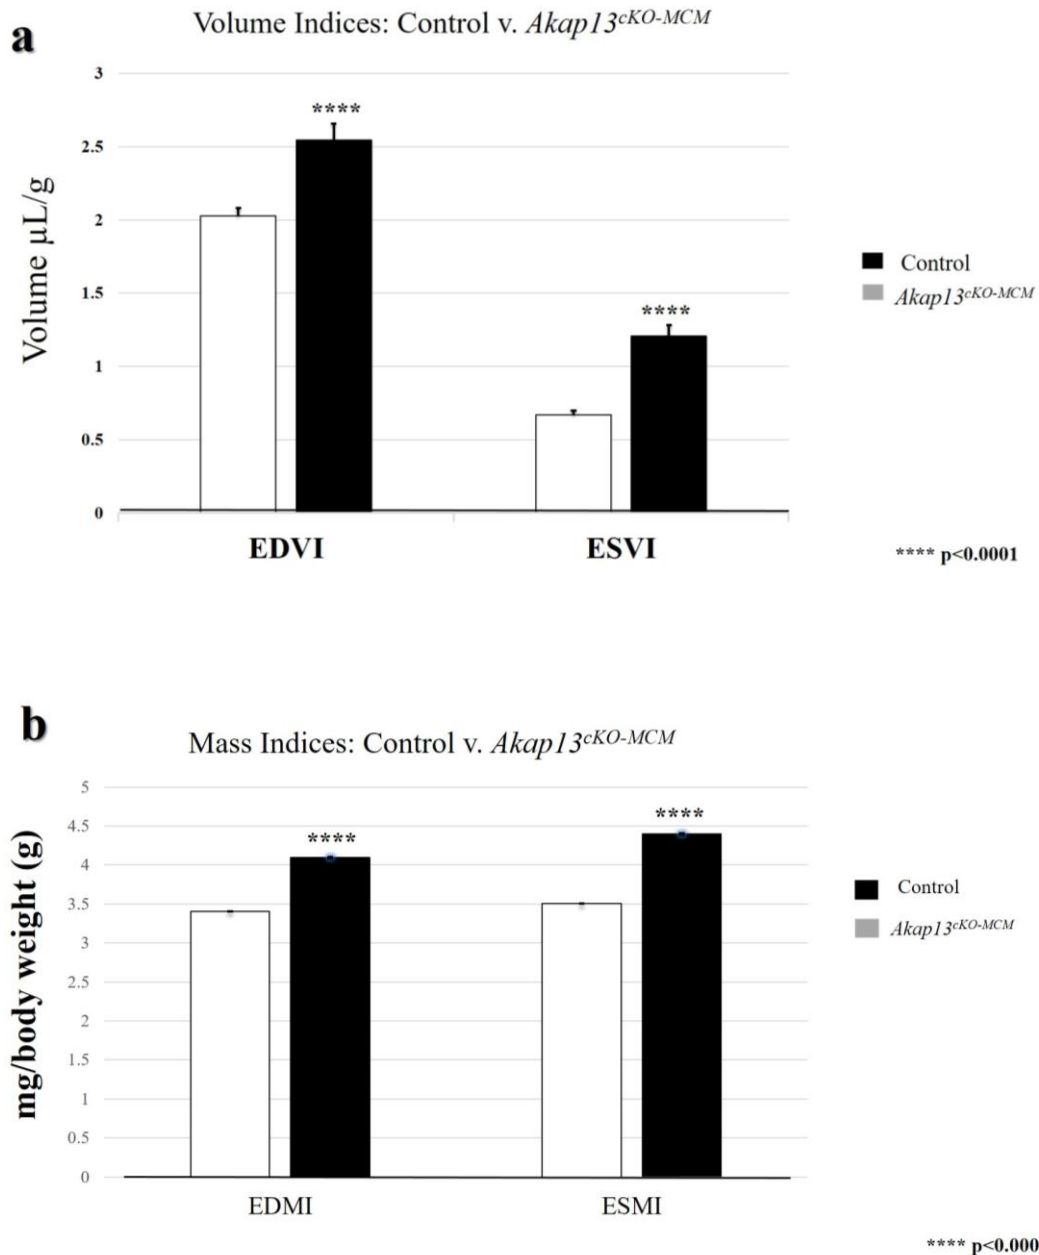 a
Volume Indices: Control v. Akap13cKO-MCM
3
****
2.5
2
1.5
****
1
0.5
0
Volume µL/g
EDVI ESVI
Control
Akap13cKO-MCM
**** p<0.0001
b
Mass Indices: Control v. Akap13cKO-MCM
5
4.5
****
****
4
3.5
3
2.5
2
1.5
1
0.5
0
mg/body weight (g)
EDMI ESMI
Control
Akap13cKO-MCM
**** p<0.000